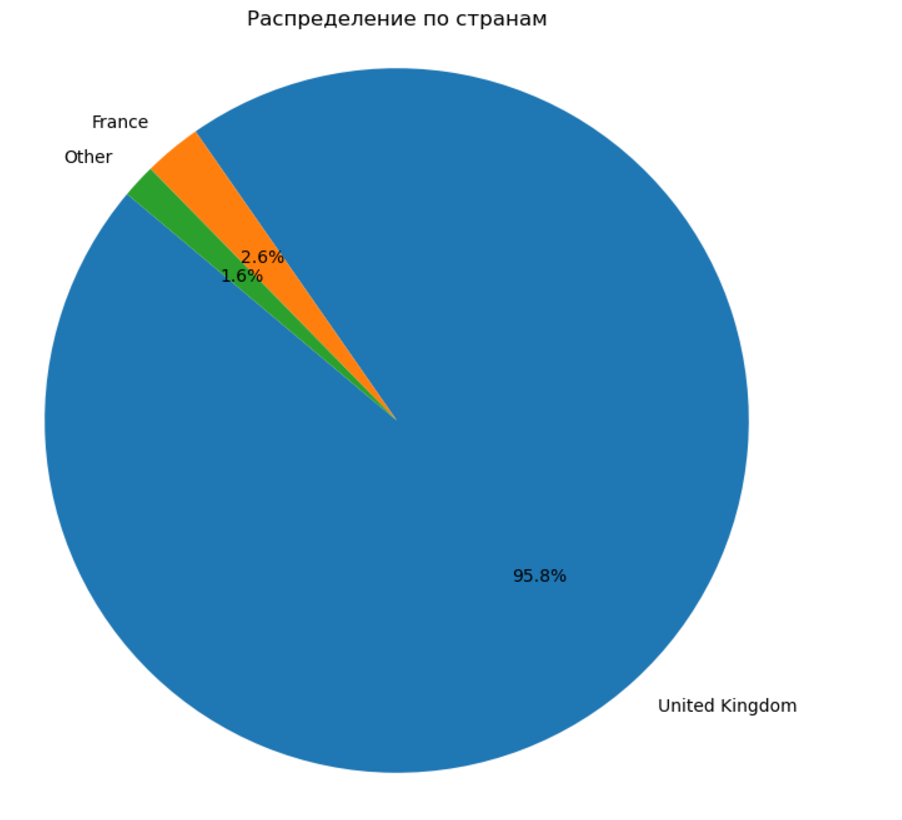 Распределение по странам
France
Other
2.6%
1.6%
95.8%
United Kingdom